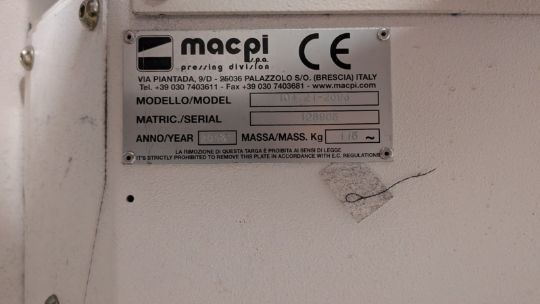 macpi
s.p.a.
pressing division
CE
VIA PIANTADA, 9/D - 25036 PALAZZOLO S/O. (BRESCIA) ITALY
Tel. +39 030 7403611 - Fax +39 030 7403681 - www.macpi.com
MODELLO/MODEL
MATRIC./SERIAL 128906
ANNO/YEAR MASSA/MASS. Kg 115 ~
LA RIMOZIONE DI QUESTA TARGA È PROIBITA AI SENSI DI LEGGE
IT'S STRICTLY PROHIBITED TO REMOVE THIS PLATE IN ACCORDANCE WITH E.C. REGULATIONS